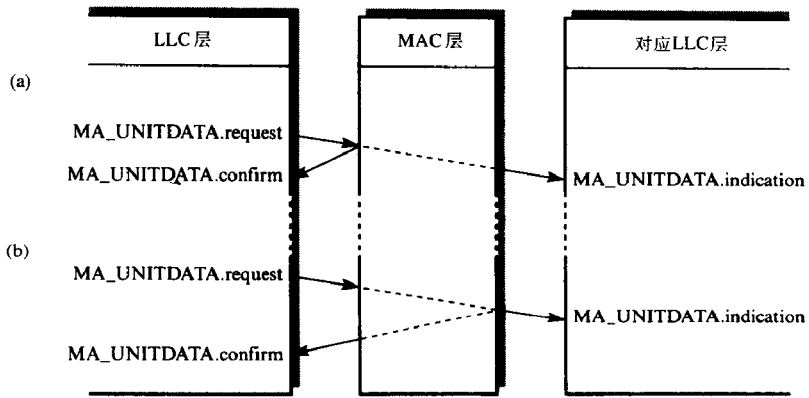 LLC层
MAC层
对应LLC层
(a)
MA_UNITDATA.request
MA_UNITDATA.confirm
MA_UNITDATA.indication
(b)
MA_UNITDATA.request
MA_UNITDATA.indication
MA_UNITDATA.confirm